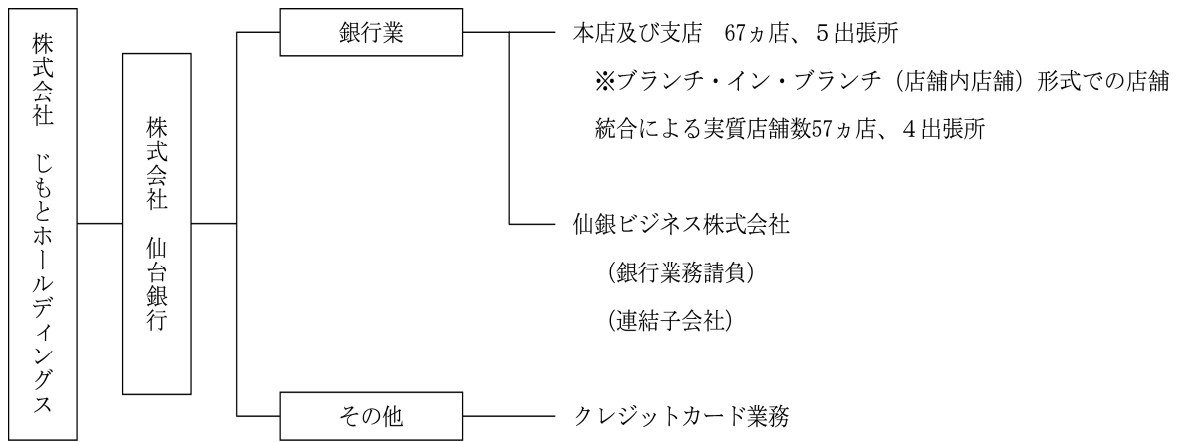 株式会社　じもとホールディングス
株式会社　仙台銀行
銀行業
本店及び支店　67ヵ店、５出張所
※ブランチ・イン・ブランチ（店舗内店舗）形式での店舗
統合による実質店舗数57ヵ店、４出張所
仙銀ビジネス株式会社
（銀行業務請負）
（連結子会社）
その他
クレジットカード業務